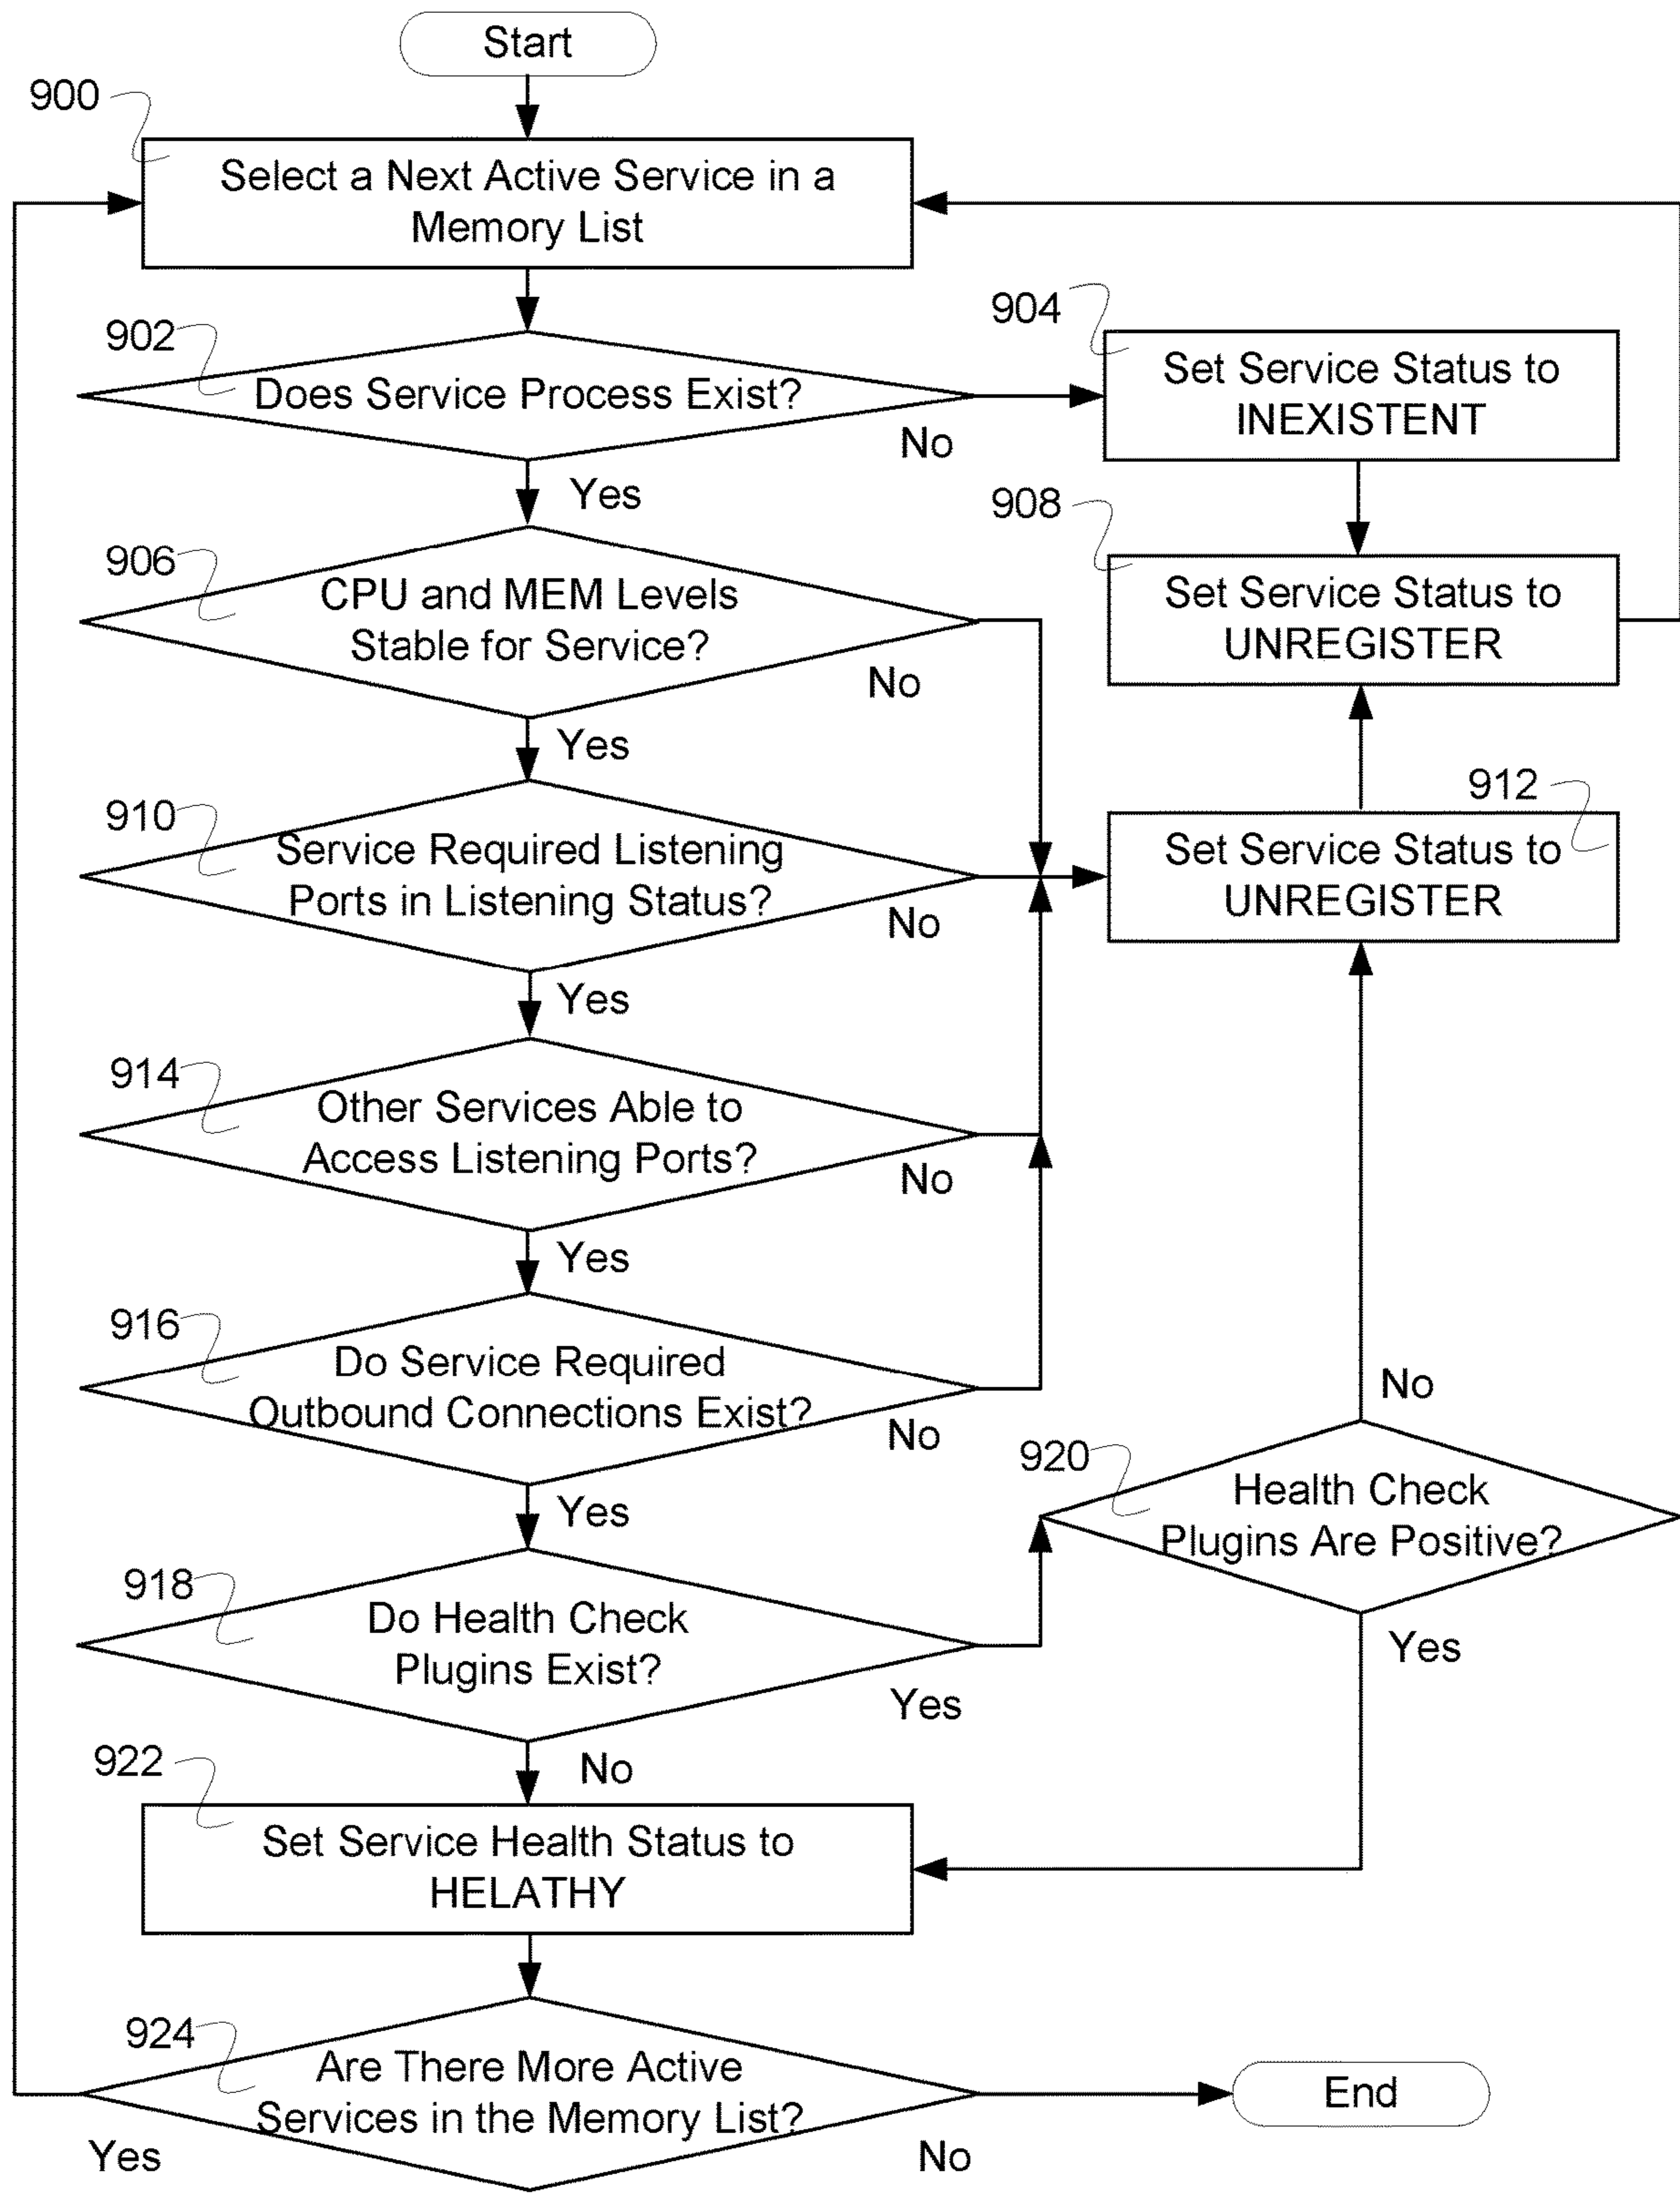 Start
900
Select a Next Active Service in a
Memory List
902
Does Service Process Exist?
No
Yes
904
Set Service Status to
INEXISTENT
906
CPU and MEM Levels
Stable for Service?
No
Yes
908
Set Service Status to
UNREGISTER
910
Service Required Listening
Ports in Listening Status?
No
Yes
912
Set Service Status to
UNREGISTER
914
Other Services Able to
Access Listening Ports?
No
Yes
916
Do Service Required
Outbound Connections Exist?
No
Yes
918
Do Health Check
Plugins Exist?
Yes
No
920
Health Check
Plugins Are Positive?
No
Yes
922
Set Service Health Status to
HELATHY
924
Are There More Active
Services in the Memory List?
Yes
No
End